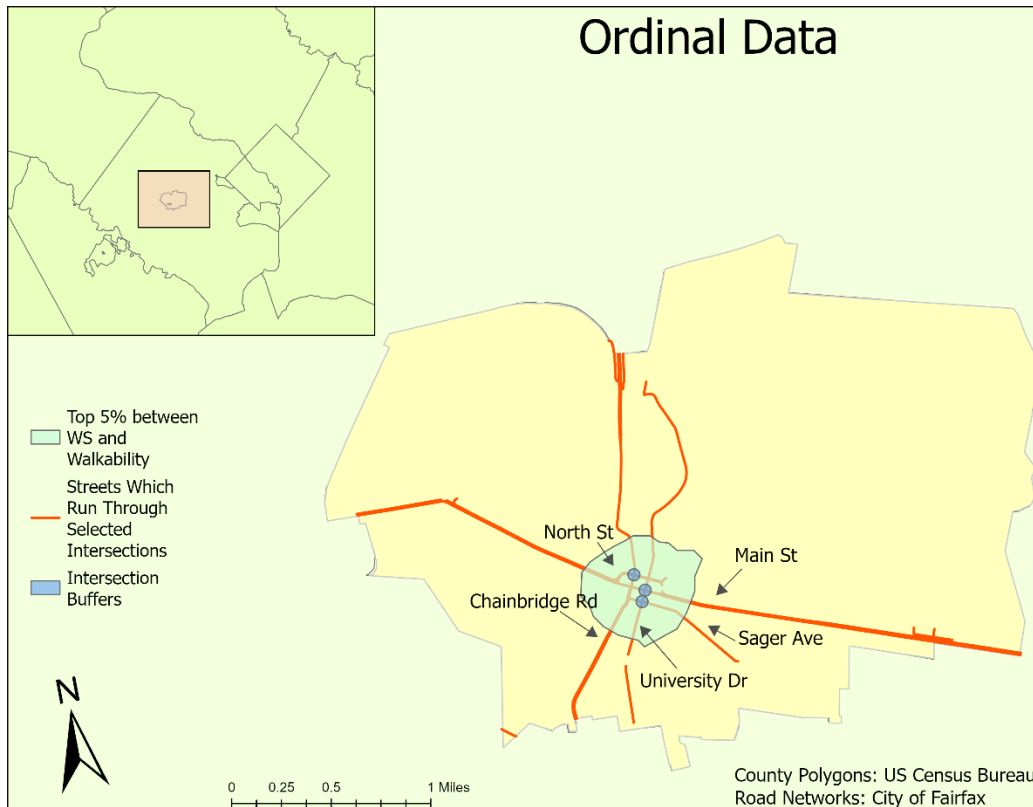 Ordinal Data
Top 5% between
WS and
Walkability
Streets Which
Run Through
Selected
Intersections
Intersection
Buffers
North St
Main St
Chainbridge Rd
Sager Ave
University Dr
N
0 0.25 0.5 1 Miles
County Polygons: US Census Bureau
Road Networks: City of Fairfax